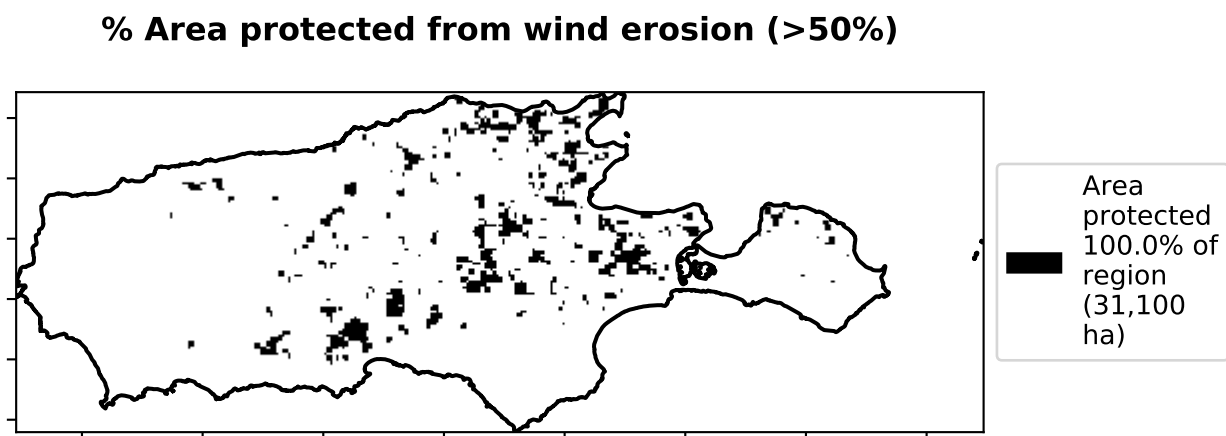 % Area protected from wind erosion (>50%)
Area
protected
100.0% of
region
(31,100
ha)